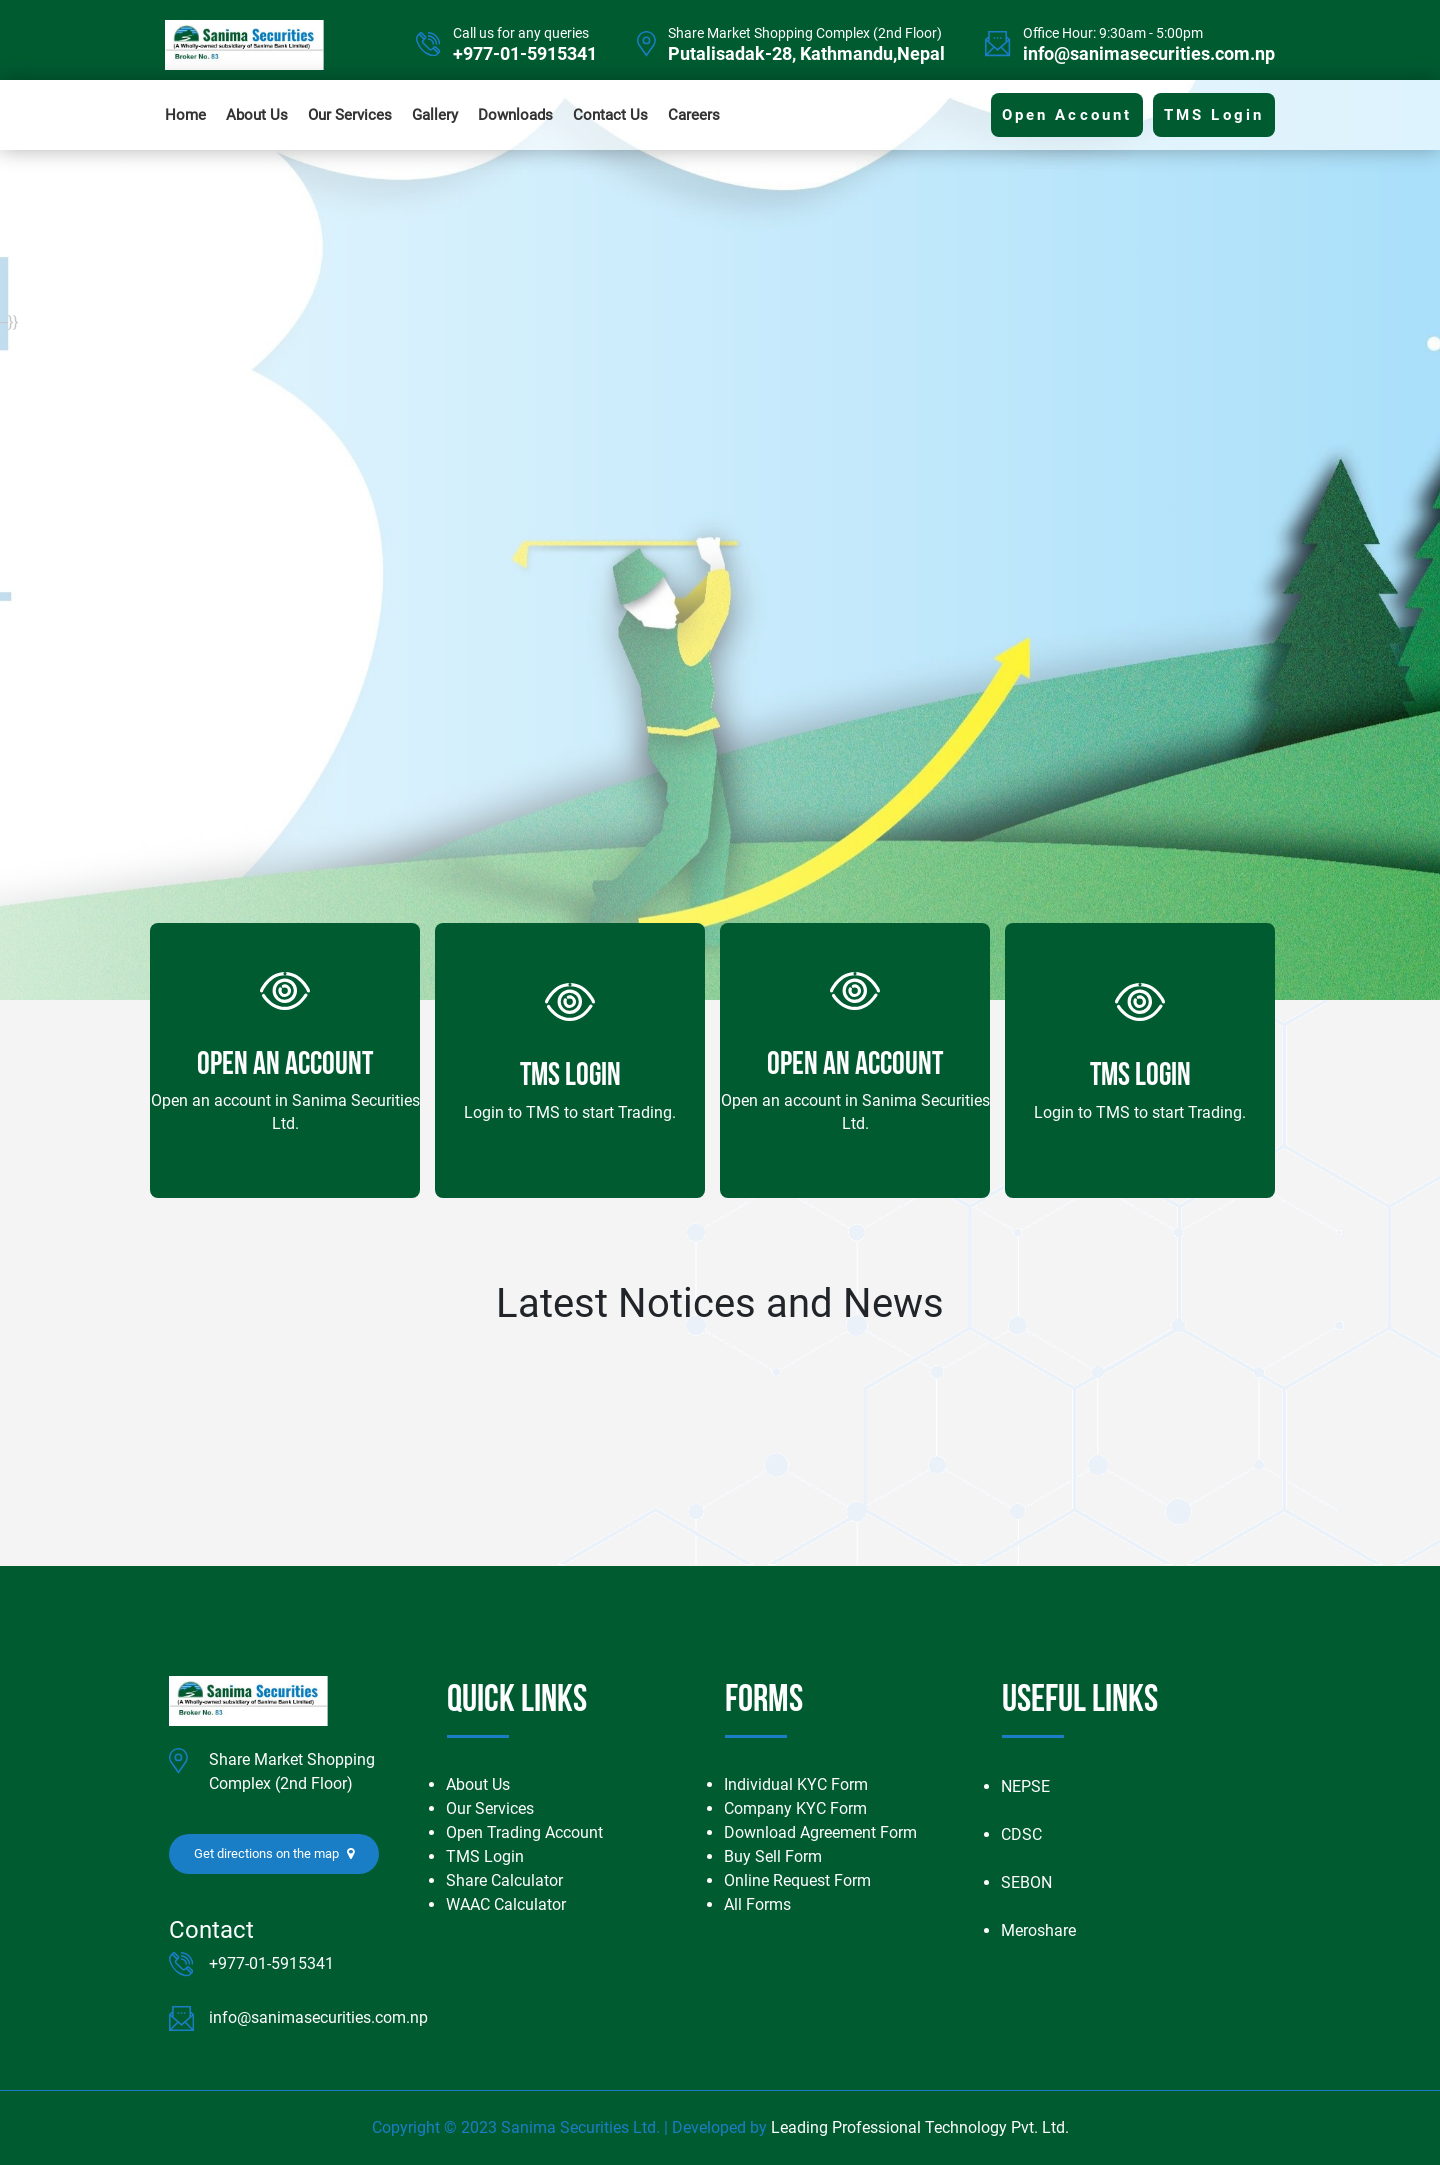 Sanima Securities
(A Wholly-owned subsidiary of Sanima Bank Limited)
Broker No. 83
Call us for any queries
+977-01-5915341
Share Market Shopping Complex (2nd Floor)
Putalisadak-28, Kathmandu,Nepal
Office Hour: 9:30am - 5:00pm
info@sanimasecurities.com.np
Home About Us Our Services Gallery Downloads Contact Us Careers
Open Account TMS Login
--}}
OPEN AN ACCOUNT
Open an account in Sanima Securities
Ltd.
TMS LOGIN
Login to TMS to start Trading.
OPEN AN ACCOUNT
Open an account in Sanima Securities
Ltd.
TMS LOGIN
Login to TMS to start Trading.
Latest Notices and News
Sanima Securities
(A Wholly-owned subsidiary of Sanima Bank Limited)
Broker No. 83
Share Market Shopping
Complex (2nd Floor)
Get directions on the map
Contact
+977-01-5915341
info@sanimasecurities.com.np
QUICK LINKS
About Us
Our Services
Open Trading Account
TMS Login
Share Calculator
WAAC Calculator
FORMS
Individual KYC Form
Company KYC Form
Download Agreement Form
Buy Sell Form
Online Request Form
All Forms
USEFUL LINKS
NEPSE
CDSC
SEBON
Meroshare
Copyright © 2023 Sanima Securities Ltd. | Developed by Leading Professional Technology Pvt. Ltd.